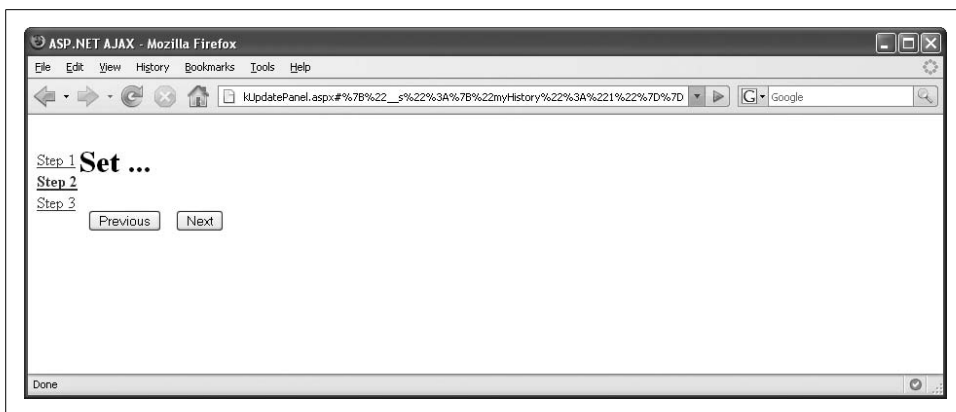 ASP.NET AJAX - Mozilla Firefox
File Edit View History Bookmarks Tools Help
kUpdatePanel.aspx#%7B%22__s%22%3A%7B%22myHistory%22%3A%221%22%7D%7D
G Google
Step 1 Set ...
Step 2
Step 3
Previous Next
Done